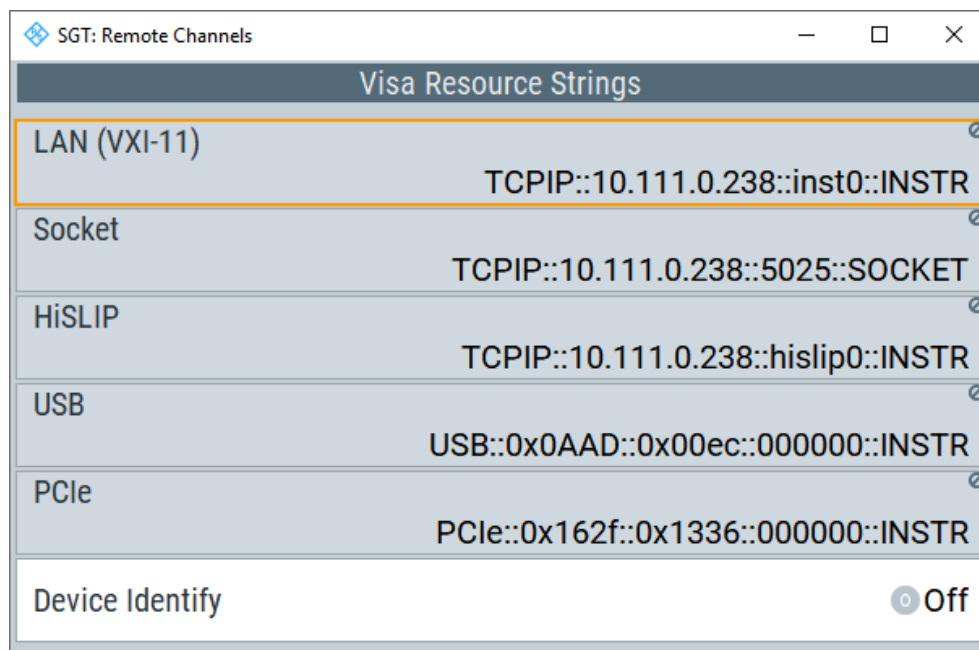 SGT: Remote Channels
Visa Resource Strings
LAN (VXI-11)
TCPIP::10.111.0.238::inst0::INSTR
Socket
TCPIP::10.111.0.238::5025::SOCKET
HiSLIP
TCPIP::10.111.0.238::hislip0::INSTR
USB
USB::0x0AAD::0x00ec::000000::INSTR
PCIe
PCIe::0x162f::0x1336::000000::INSTR
Device Identify Off